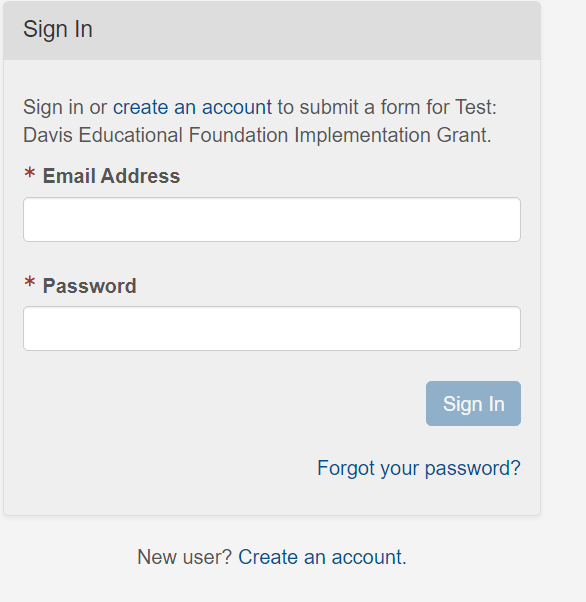 Sign In
Sign in or create an account to submit a form for Test:
Davis Educational Foundation Implementation Grant.
* Email Address
* Password
Sign In
Forgot your password?
New user? Create an account.